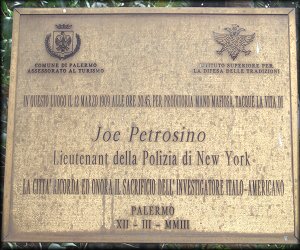 COMUNE DI PALERMO
ASSESSORATO AL TURISMO
ISTITUTO SUPERIORE PER
LA DIFESA DELLE TRADIZIONI
IN QUESTO LUOGO IL 12 MARZO 1909 ALLE ORE 20,45, PER PRODITORIA MANO MAFIOSA, TACQUE LA VITA DI
Joe Petrosino
Lieutenant della Polizia di New York
LA CITTA' RICORDA ED ONORA IL SACRIFICIO DELL' INVESTIGATORE ITALO-AMERICANO
PALERMO
XII - III - MMIII